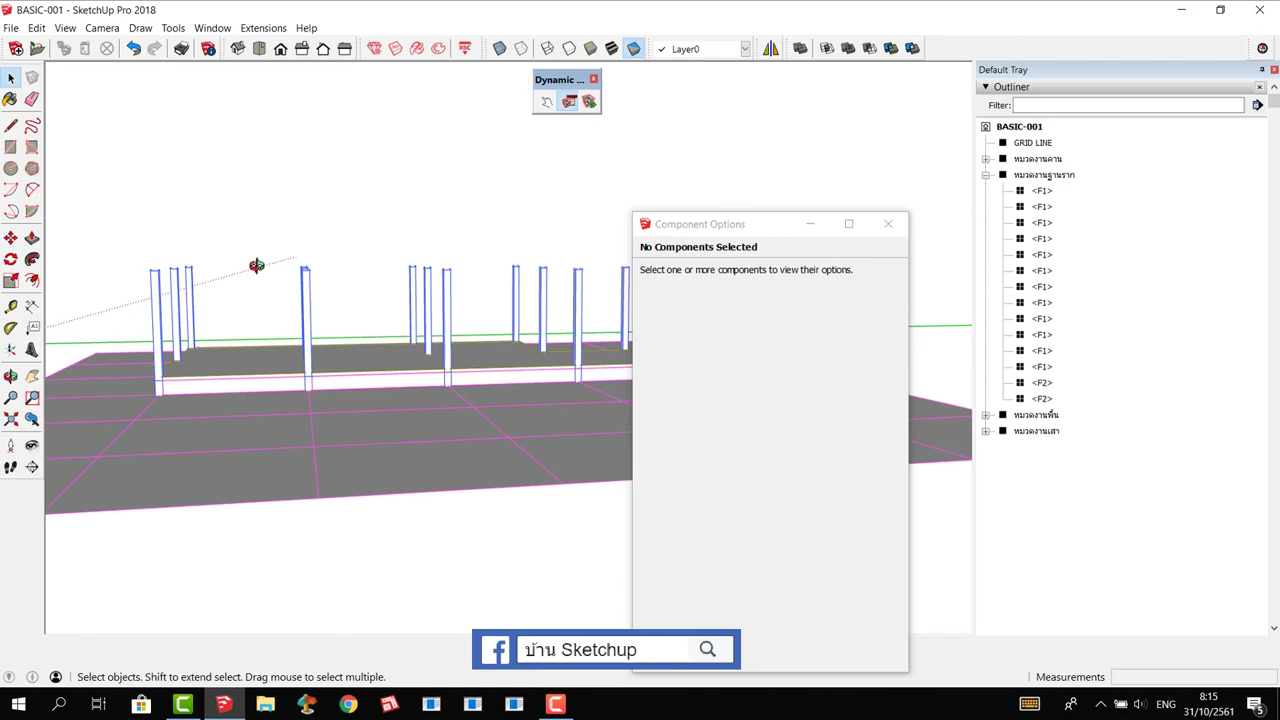 BASIC-001 - SketchUp Pro 2018
File Edit View Camera Draw Tools Window Extensions Help
Layer0
Dynamic ...
Default Tray
Outliner
Filter:
BASIC-001
GRID LINE
หมวดงานคาน
หมวดงานฐานราก
<F1>
<F1>
<F1>
<F1>
<F1>
<F1>
<F1>
<F1>
<F1>
<F1>
<F1>
<F1>
<F2>
<F2>
หมวดงานพื้น
หมวดงานเสา
Component Options
No Components Selected
Select one or more components to view their options.
บ้าน Sketchup
Select objects. Shift to extend select. Drag mouse to select multiple.
Measurements
ENG
8:15
31/10/2561
5